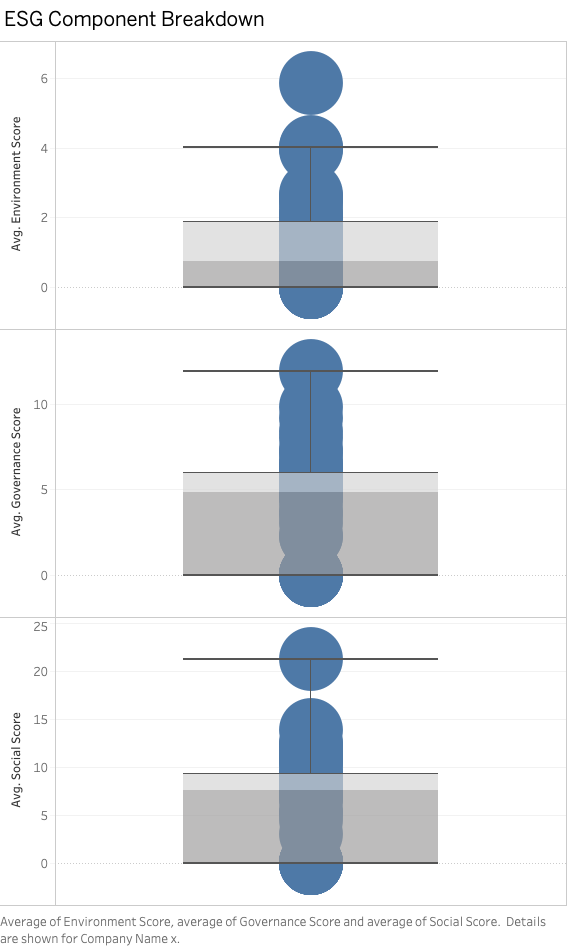 ESG Component Breakdown
6
4
2
0
Avg. Environment Score
10
5
0
Avg. Governance Score
25
20
15
10
5
0
Avg. Social Score
Average of Environment Score, average of Governance Score and average of Social Score. Details
are shown for Company Name x.